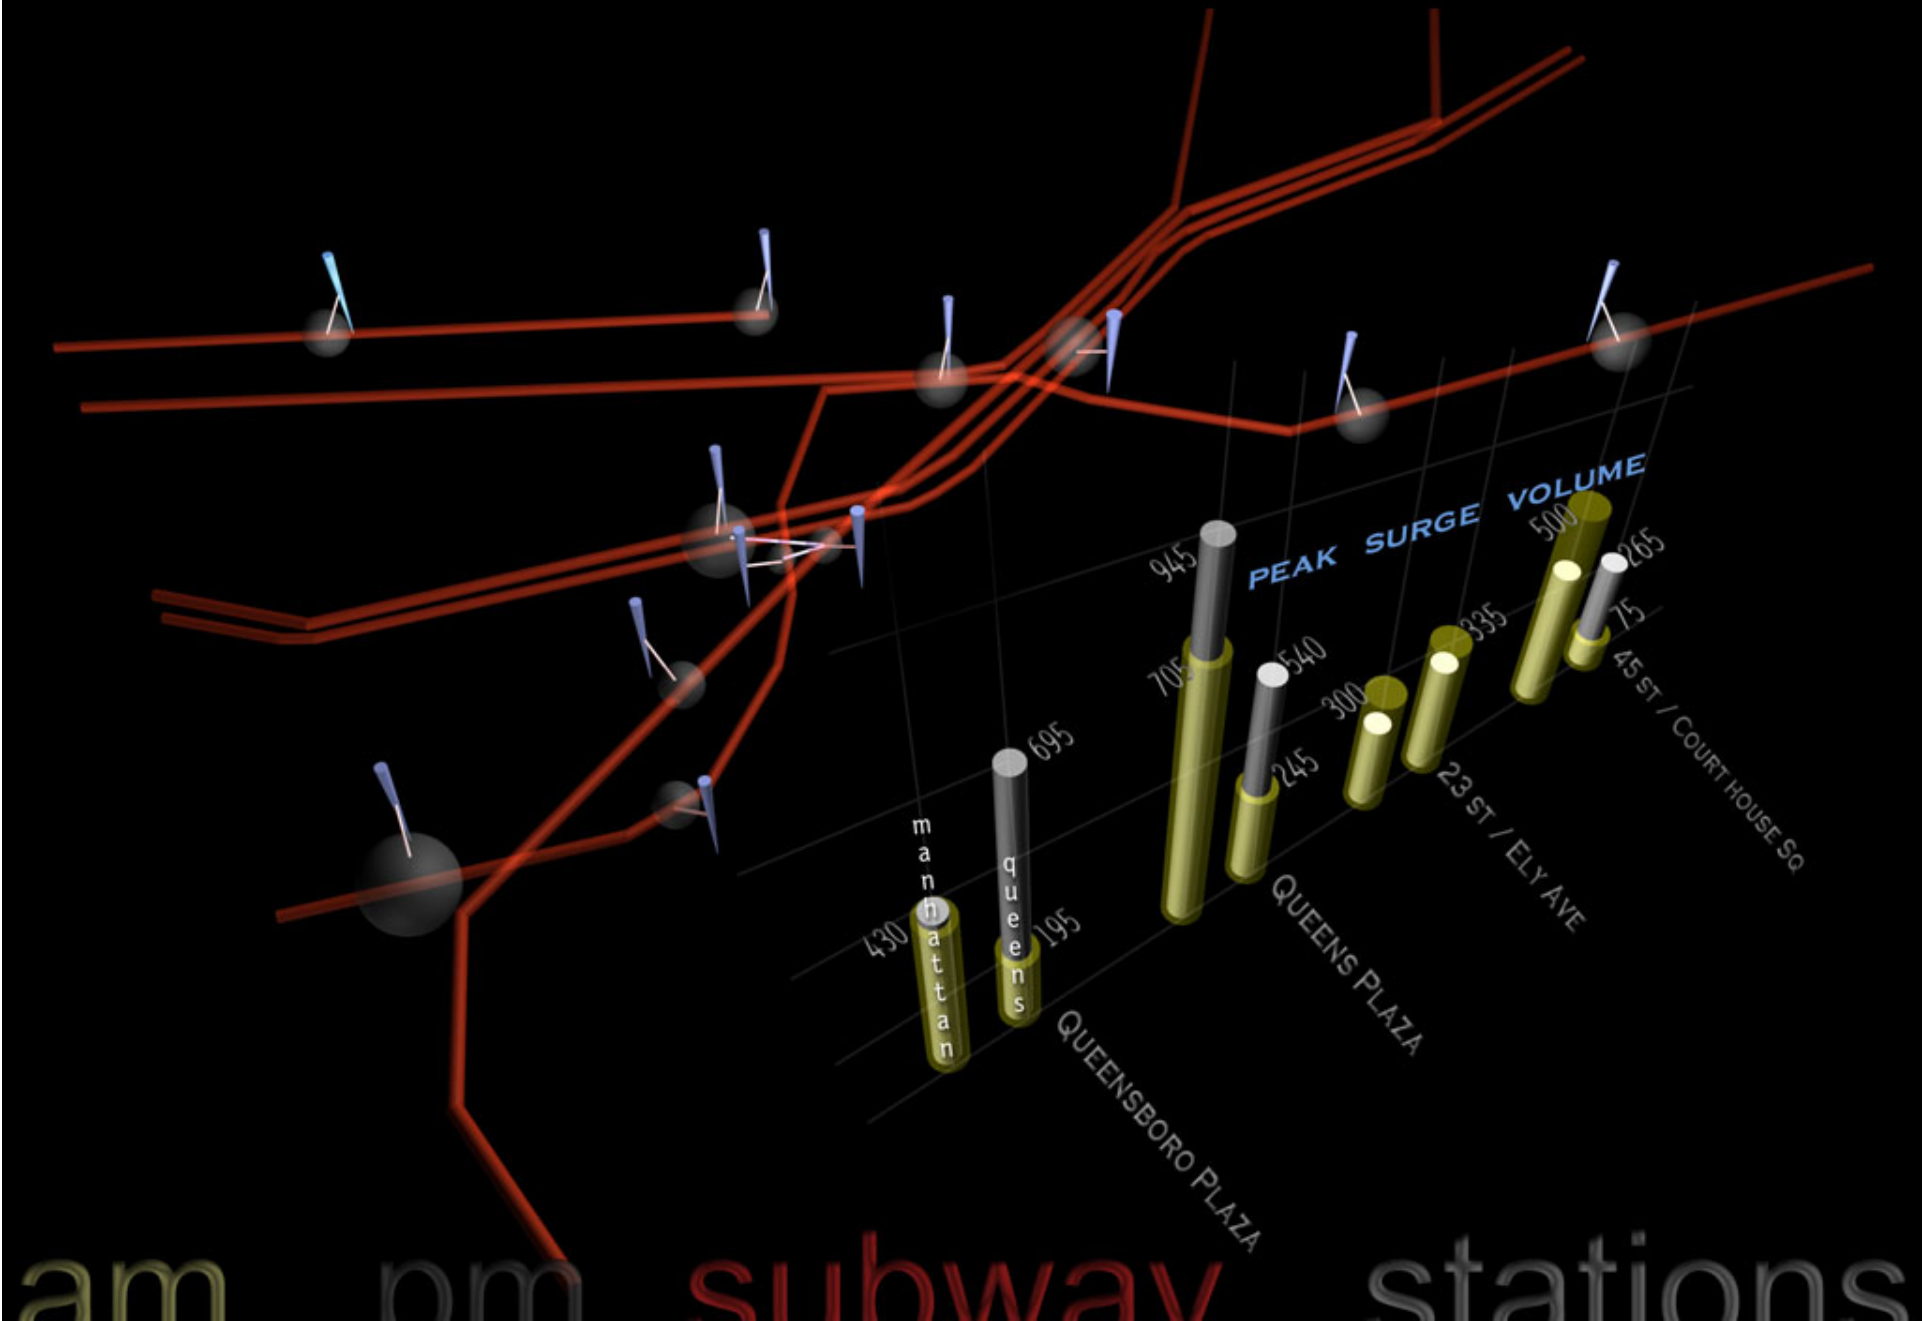 PEAK SURGE VOLUME
945
705
540
245
695
195
430
300
335
500
265
75
manhattan
queens
45 ST / COURT HOUSE SQ
23 ST / ELY AVE
QUEENS PLAZA
QUEENSBORO PLAZA
am pm subway stations